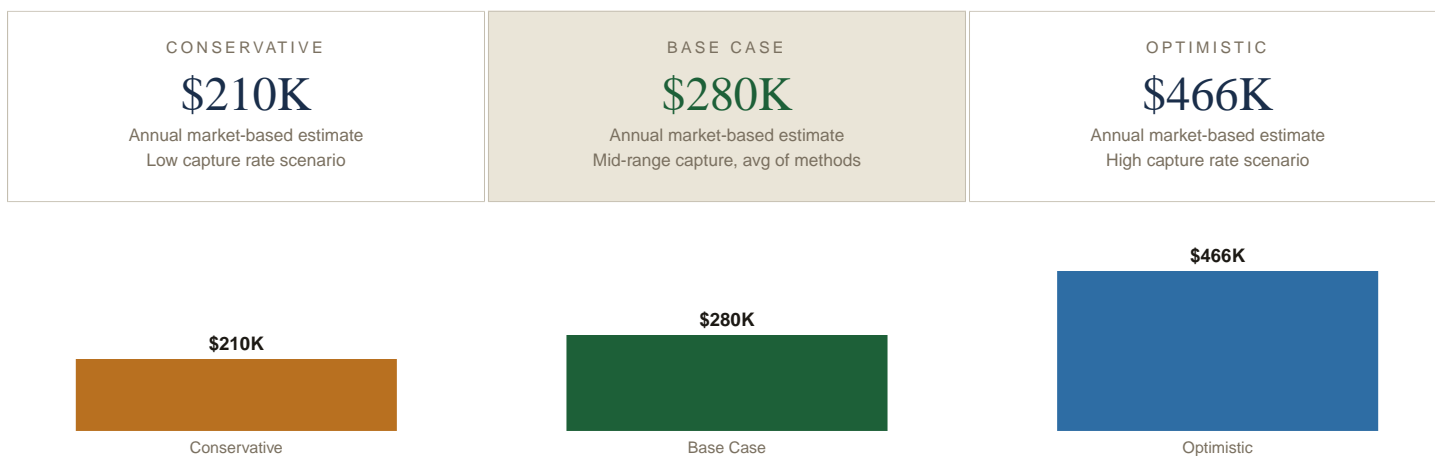 CONSERVATIVE
$210K
Annual market-based estimate
Low capture rate scenario
BASE CASE
$280K
Annual market-based estimate
Mid-range capture, avg of methods
OPTIMISTIC
$466K
Annual market-based estimate
High capture rate scenario
$210K
$280K
$466K
Conservative
Base Case
Optimistic